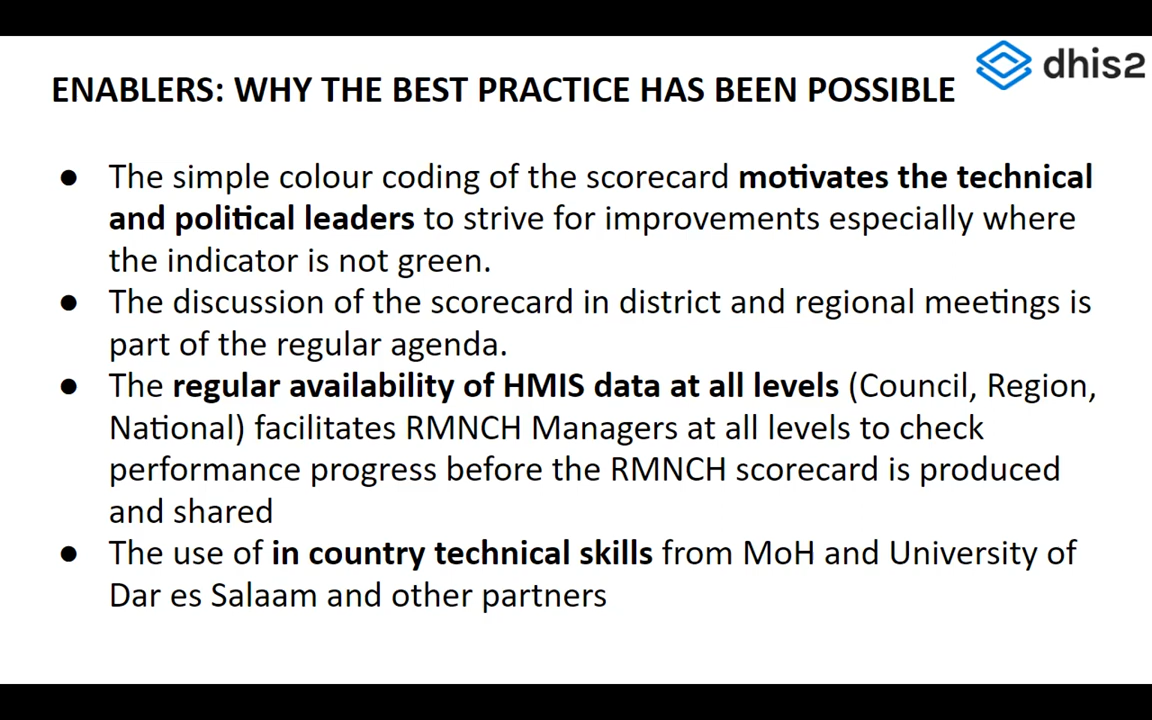 dhis2
ENABLERS: WHY THE BEST PRACTICE HAS BEEN POSSIBLE
● The simple colour coding of the scorecard motivates the technical
and political leaders to strive for improvements especially where
the indicator is not green.
● The discussion of the scorecard in district and regional meetings is
part of the regular agenda.
● The regular availability of HMIS data at all levels (Council, Region,
National) facilitates RMNCH Managers at all levels to check
performance progress before the RMNCH scorecard is produced
and shared
● The use of in country technical skills from MoH and University of
Dar es Salaam and other partners